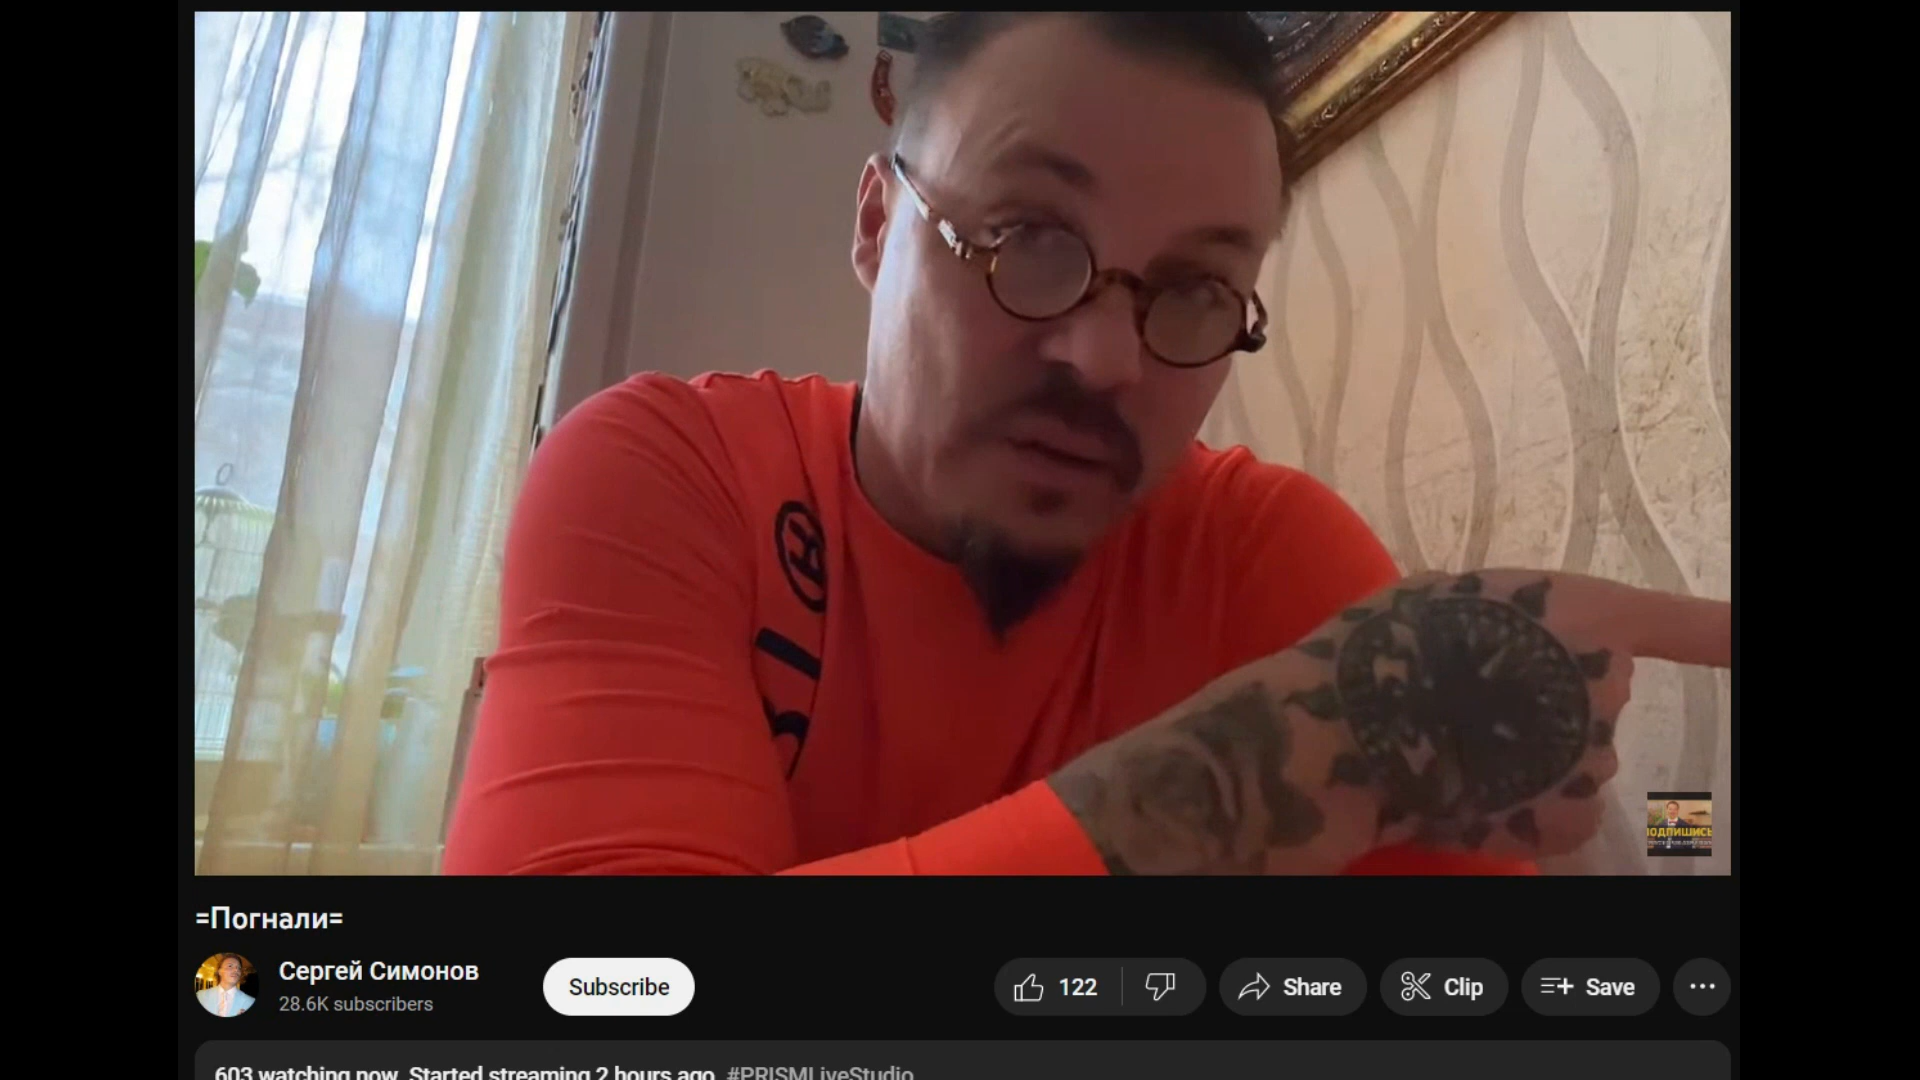 ПОДПИШИСЬ
=Погнали=
Сергей Симонов
28.6K subscribers
Subscribe
122
Share
Clip
Save
603 watching now Started streaming 2 hours ago #PRISMLiveStudio